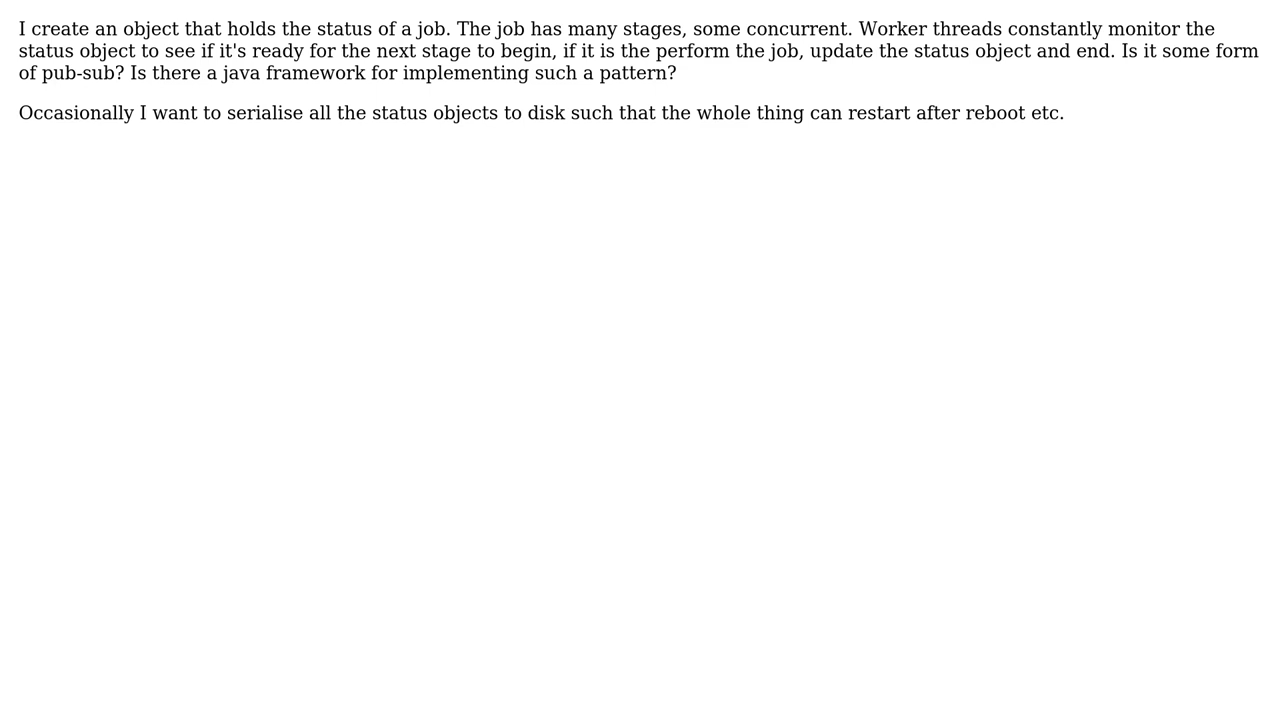 I create an object that holds the status of a job. The job has many stages, some concurrent. Worker threads constantly monitor the
status object to see if it's ready for the next stage to begin, if it is the perform the job, update the status object and end. Is it some form
of pub-sub? Is there a java framework for implementing such a pattern?
Occasionally I want to serialise all the status objects to disk such that the whole thing can restart after reboot etc.